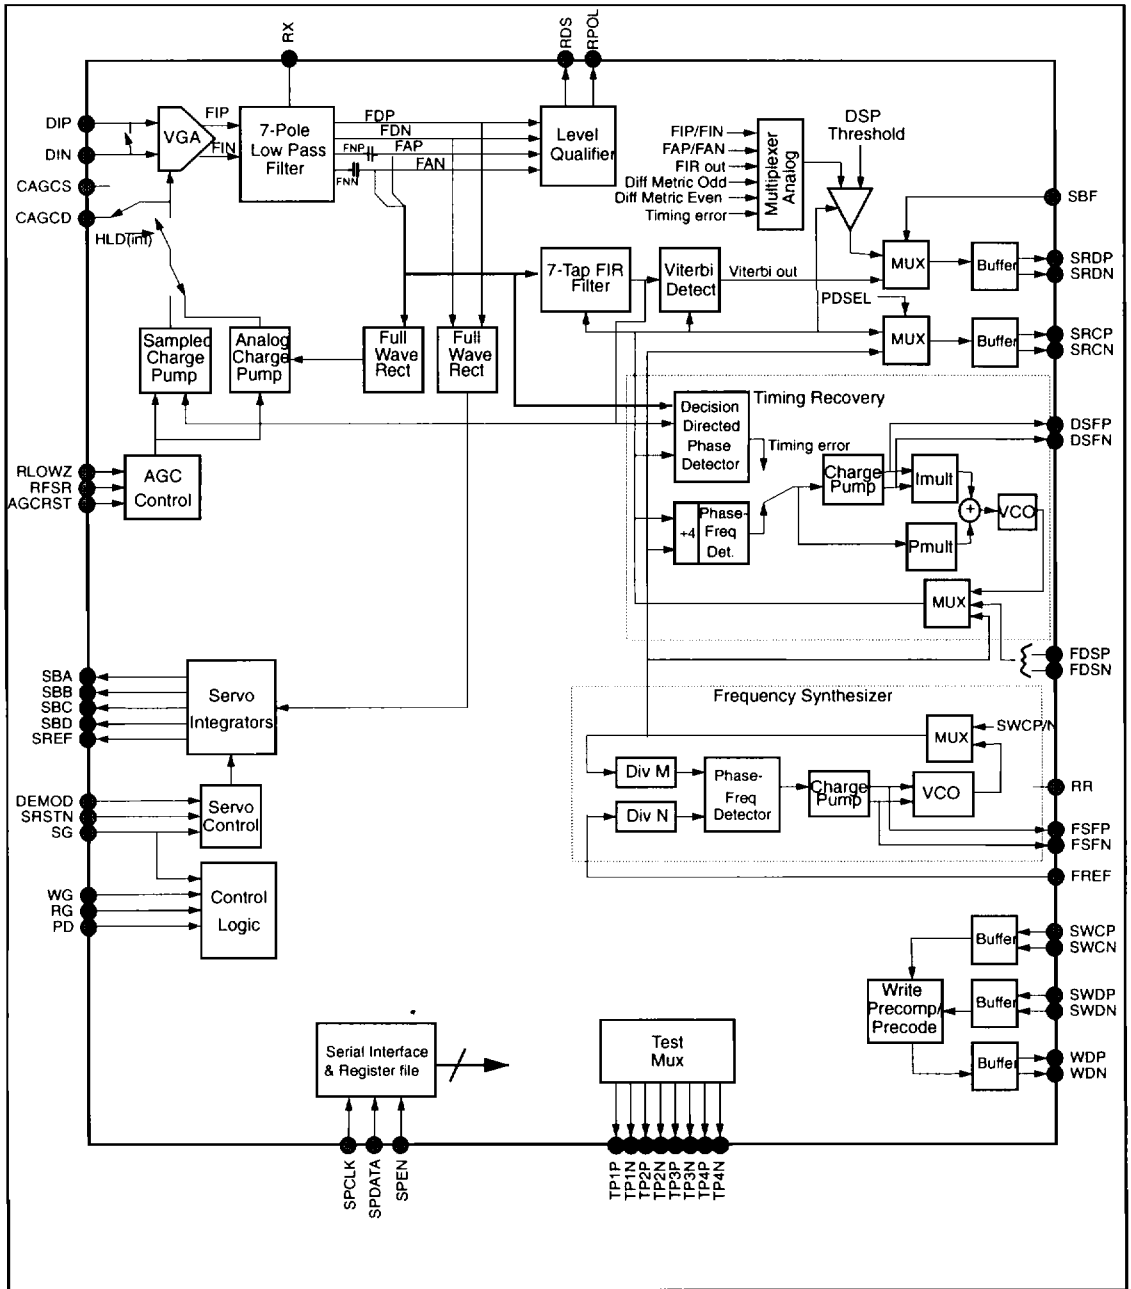 RX
RDS
RPOL
DIP
DIN
CAGCS
CAGCD
HLD(int)
VGA
FIP
FIN
7-Pole
Low Pass
Filter
FDP
FDN
FNP
FAP
FNN
FAN
Level
Qualifier
FIP/FIN
FAP/FAN
FIR out
Diff Metric Odd
Diff Metric Even
Timing error
Multiplexer
Analog
DSP
Threshold
SBF
MUX
Buffer
SRDP
SRDN
7-Tap FIR
Filter
Viterbi
Detect
Viterbi out
PDSEL
MUX
Buffer
SRCP
SRCN
Sampled
Charge
Pump
Analog
Charge
Pump
Full
Wave
Rect
Full
Wave
Rect
Timing Recovery
Decision
Directed
Phase
Detector
Timing error
DSFP
DSFN
RLOWZ
RFSR
AGCRST
AGC
Control
Charge
Pump
Imult
+
VCO
+4
Phase-
Freq
Det.
Pmult
MUX
FDSP
FDSN
SBA
SBB
SBC
SBD
SREF
Servo
Integrators
Frequency Synthesizer
SWCP/N
MUX
Div M
Div N
Phase-
Freq
Detector
Charge
Pump
VCO
RR
FSFP
FSFN
FREF
DEMOD
SRSTN
SG
Servo
Control
WG
RG
PD
Control
Logic
Buffer
SWCP
SWCN
Write
Precomp/
Precode
Buffer
SWDP
SWDN
Buffer
WDP
WDN
Serial Interface
& Register file
Test
Mux
SPCLK
SPDATA
SPEN
TP1P
TP1N
TP2P
TP2N
TP3P
TP3N
TP4P
TP4N